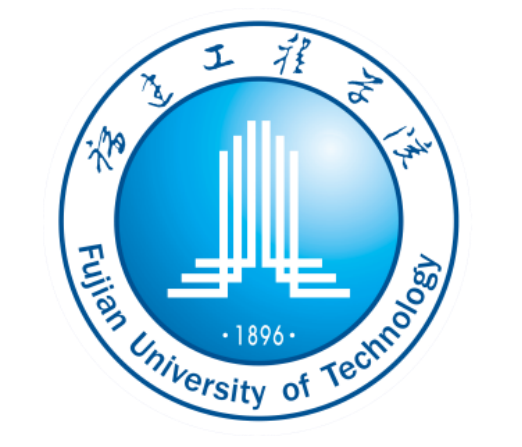 福建工程学院
·1896·
Fujian University of Technology